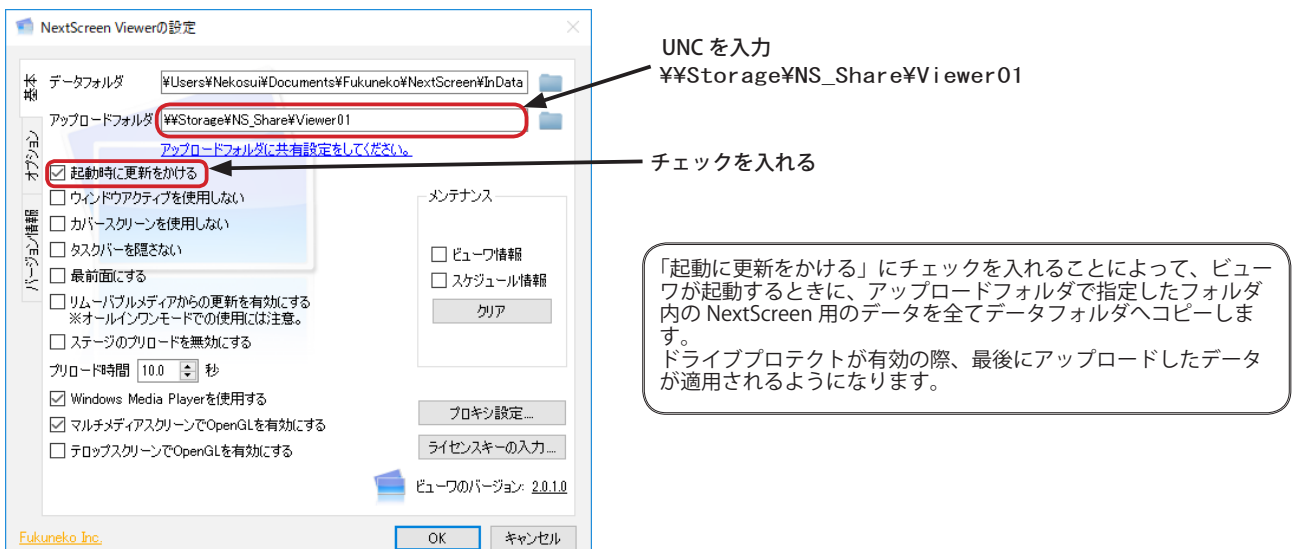 NextScreen Viewerの設定
基本
オプション
バージョン情報
データフォルダ ¥Users¥Nekosui¥Documents¥Fukuneko¥NextScreen¥InData
アップロードフォルダ ¥¥Storage¥NS_Share¥Viewer01
アップロードフォルダに共有設定をしてください。
起動時に更新をかける
ウィンドウアクティブを使用しない
カバースクリーンを使用しない
タスクバーを隠さない
最前面にする
リムーバブルメディアからの更新を有効にする
※オールインワンモードでの使用には注意。
ステージのプリロードを無効にする
プリロード時間 10.0 秒
Windows Media Playerを使用する
マルチメディアスクリーンでOpenGLを有効にする
テロップスクリーンでOpenGLを有効にする
メンテナンス
ビューワ情報
スケジュール情報
クリア
プロキシ設定...
ライセンスキーの入力...
ビューワのバージョン: 2.0.1.0
Fukuneko Inc.
OK
キャンセル
UNC を入力
¥¥Storage¥NS_Share¥Viewer01
チェックを入れる
「起動に更新をかける」にチェックを入れることによって、ビュー
ワが起動するときに、アップロードフォルダで指定したフォルダ
内の NextScreen 用のデータを全てデータフォルダへコピーしま
す。
ドライブプロテクトが有効の際、最後にアップロードしたデータ
が適用されるようになります。